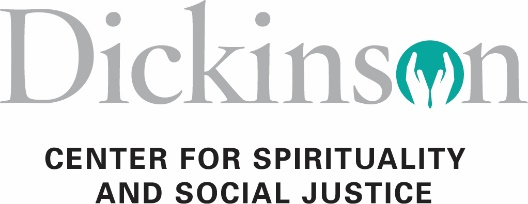 Dickinson
CENTER FOR SPIRITUALITY
AND SOCIAL JUSTICE